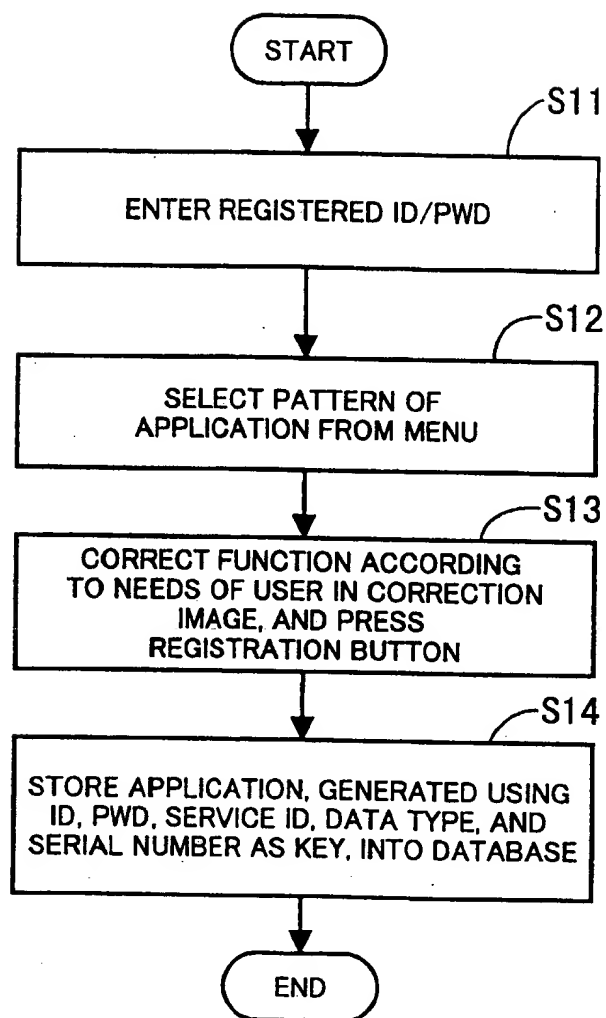 START
S11
ENTER REGISTERED ID/PWD
S12
SELECT PATTERN OF
APPLICATION FROM MENU
S13
CORRECT FUNCTION ACCORDING
TO NEEDS OF USER IN CORRECTION
IMAGE, AND PRESS
REGISTRATION BUTTON
S14
STORE APPLICATION, GENERATED USING
ID, PWD, SERVICE ID, DATA TYPE, AND
SERIAL NUMBER AS KEY, INTO DATABASE
END